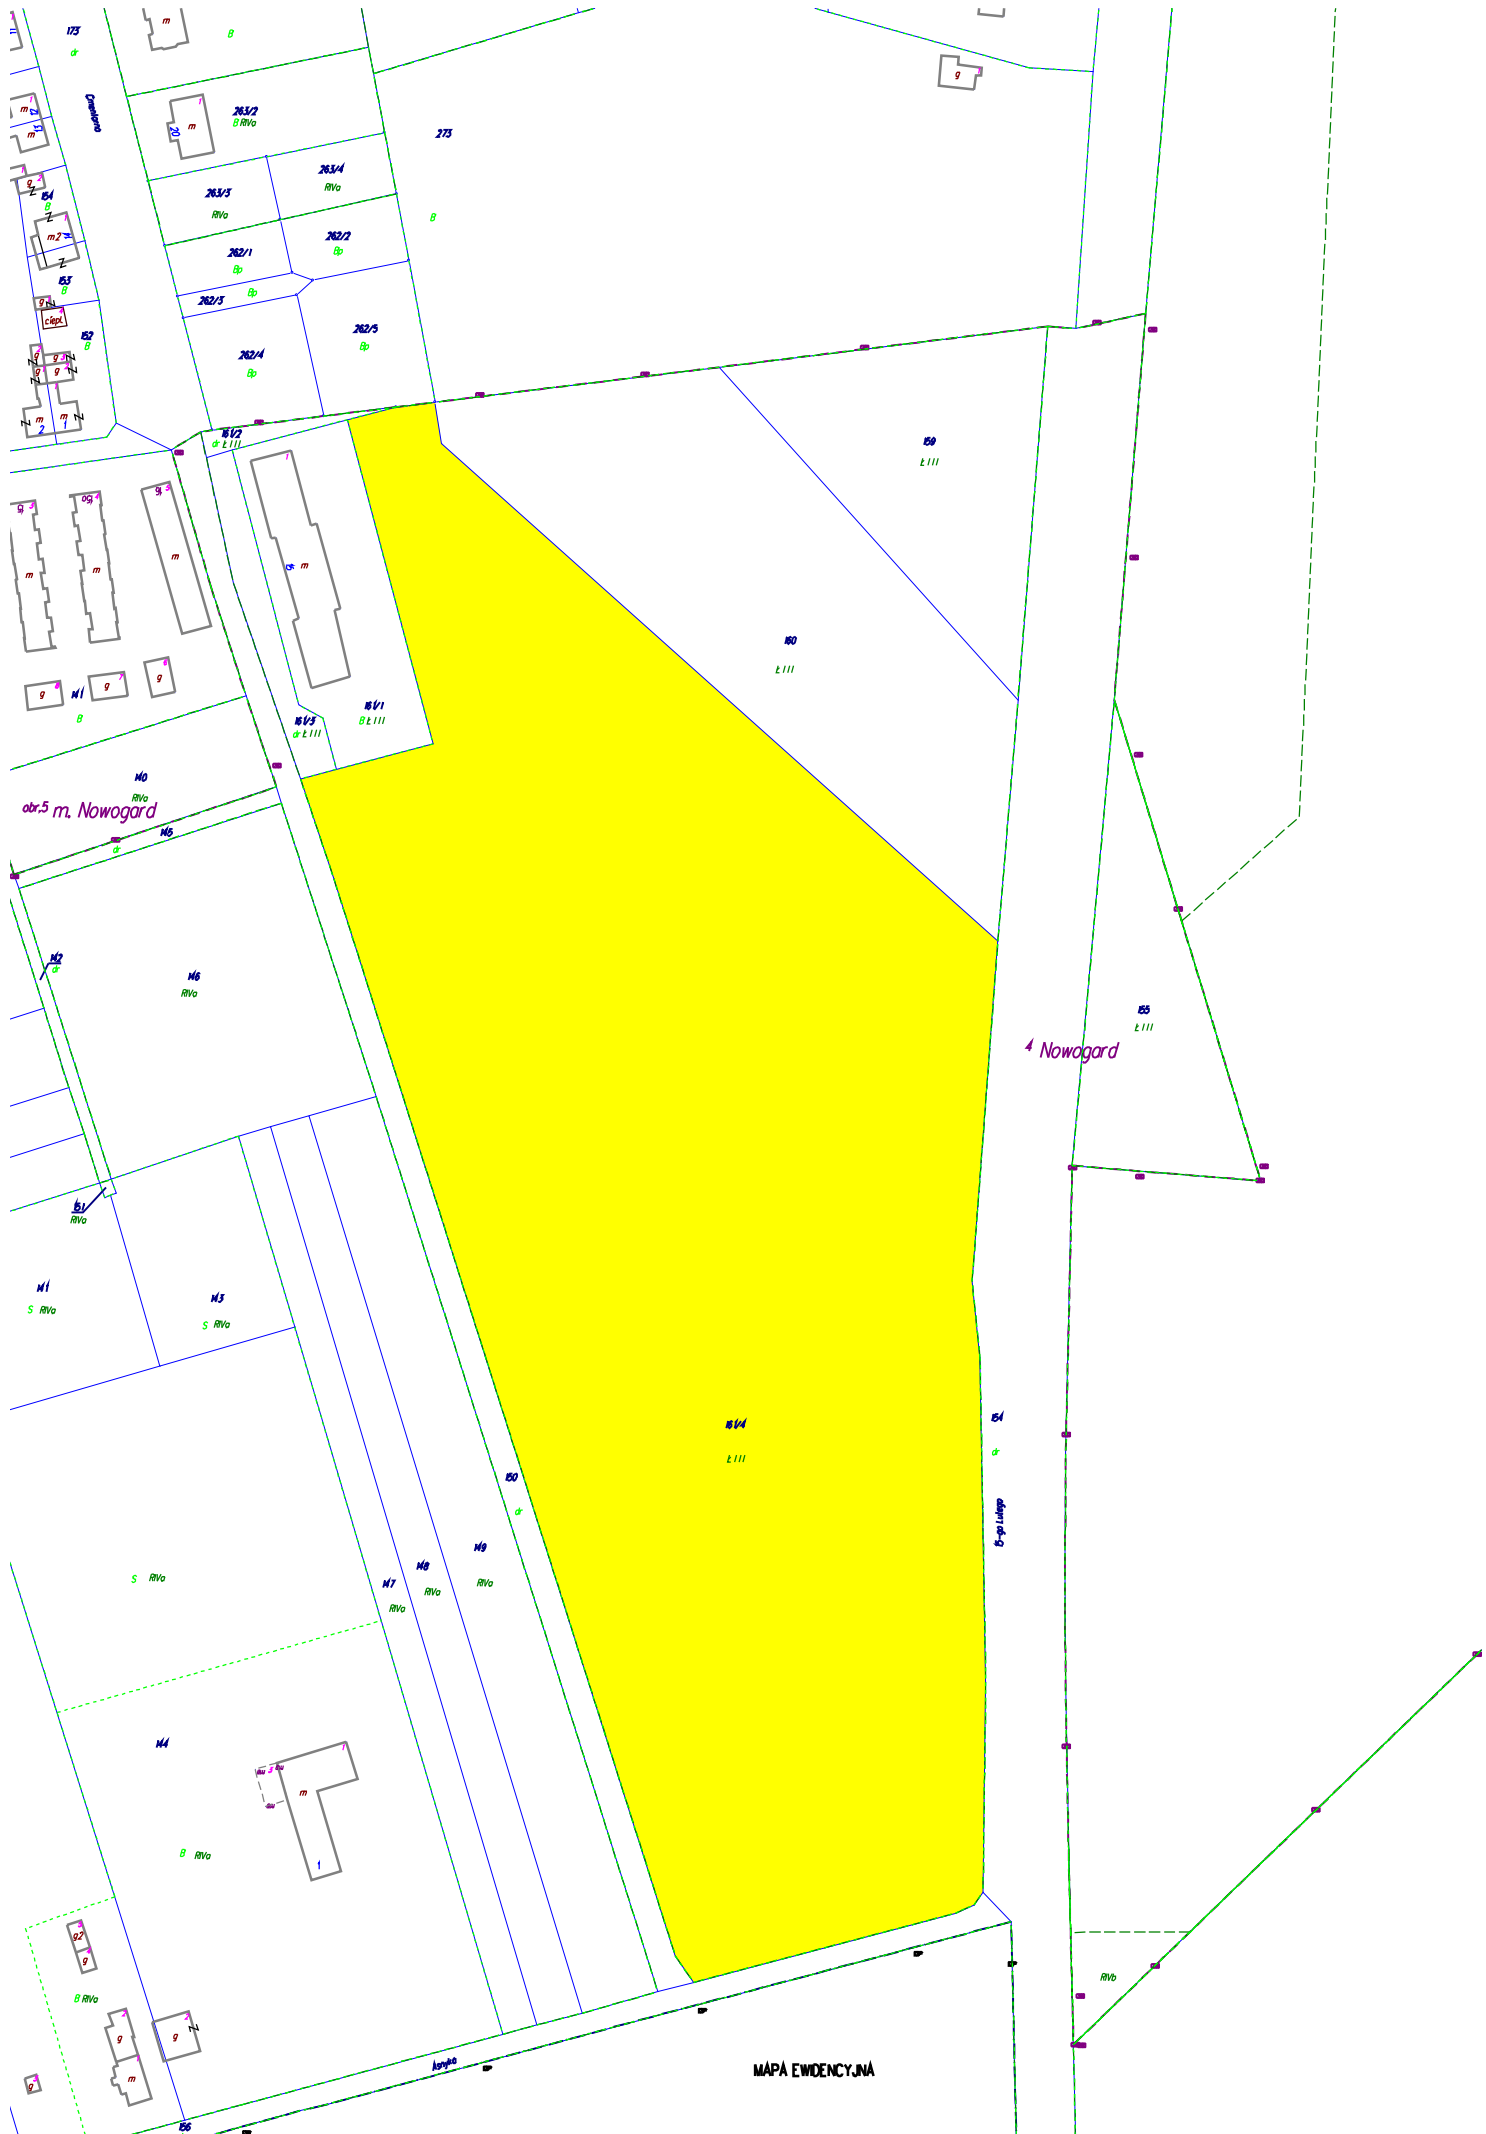 173
dr
m
B
g
1
Cmentarna
263/2
B RIVa
20
m
1
273
263/4
RIVa
263/3
RIVa
B
262/2
Bp
262/1
Bp
262/3
Bp
262/5
Bp
262/4
Bp
154
B
m2
153
B
ciepl.
152
B
161/2
dr Ł III
159
Ł III
160
Ł III
m
m
m
m
g
g
g
141
B
161/3
dr Ł III
161/1
B Ł III
140
RIVa
obr.5 m. Nowogard
145
dr
142
dr
146
RIVa
155
Ł III
4 Nowogard
151
RIVa
141
S RIVa
143
S RIVa
161/4
Ł III
154
dr
15-go Lutego
150
dr
149
RIVa
148
RIVa
147
RIVa
S RIVa
144
m
1
B RIVa
g2
g
B RIVa
g
g
m
g
RIVb
Asnyka
156
MAPA EWIDENCYJNA